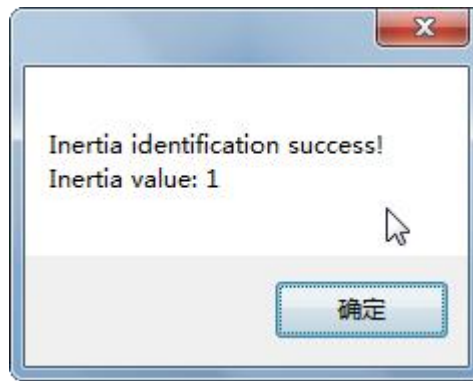 Inertia identification success!
Inertia value: 1
确定